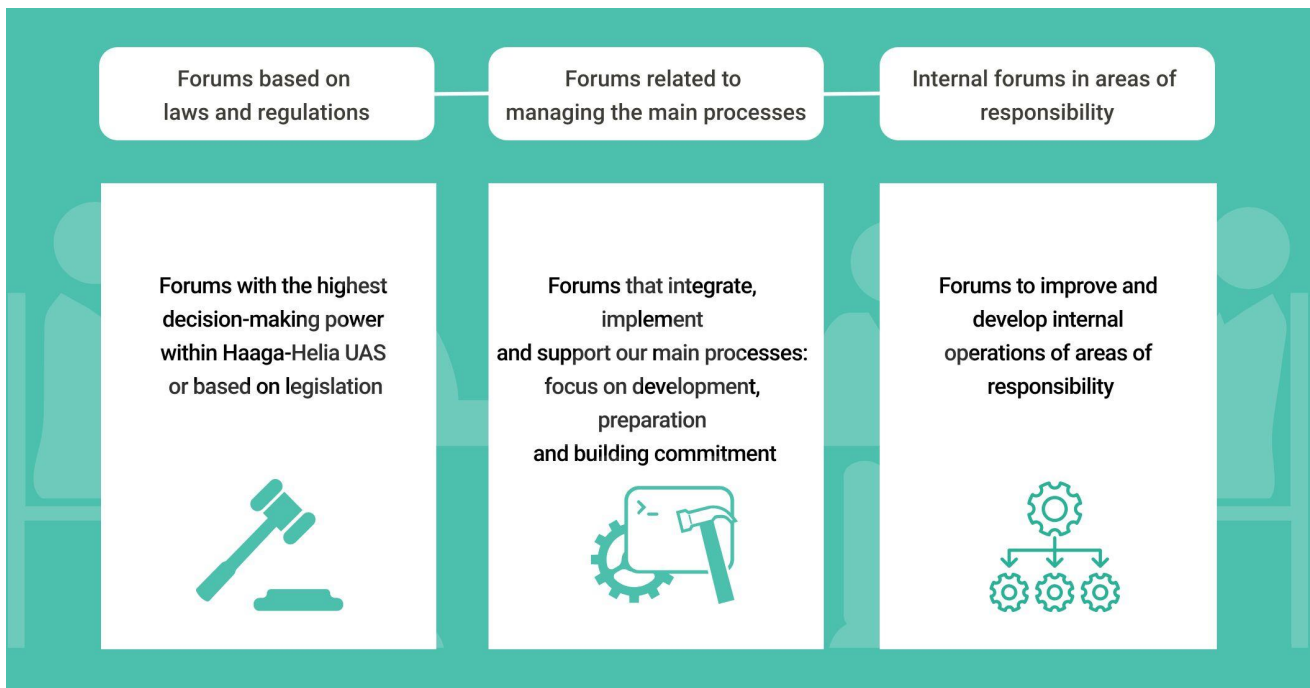 Forums based on
laws and regulations
Forums related to
managing the main processes
Internal forums in areas of
responsibility
Forums with the highest
decision-making power
within Haaga-Helia UAS
or based on legislation
Forums that integrate,
implement
and support our main processes:
focus on development,
preparation
and building commitment
Forums to improve and
develop internal
operations of areas of
responsibility
>_